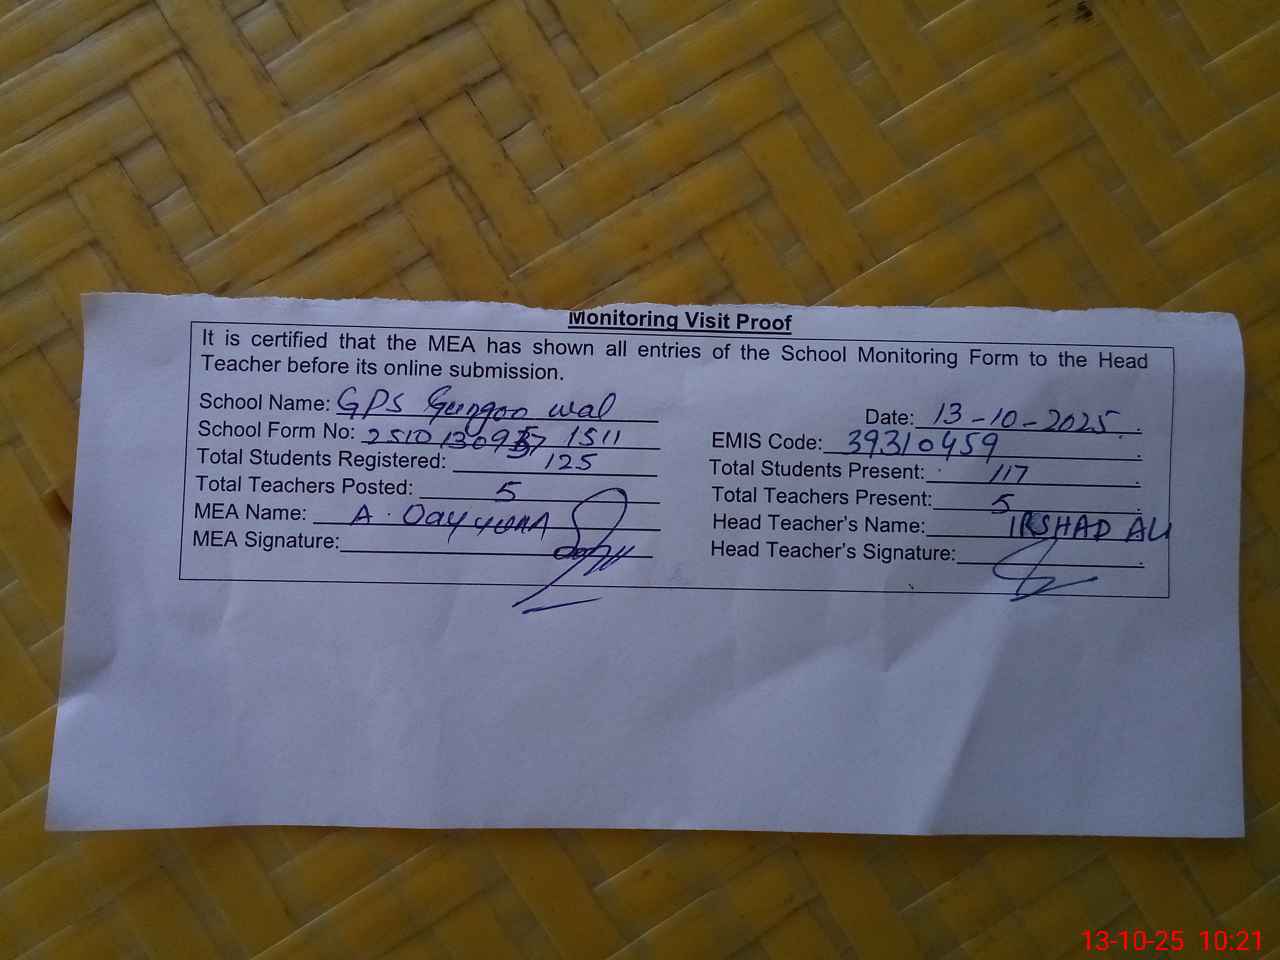 Monitoring Visit Proof
It is certified that the MEA has shown all entries of the School Monitoring Form to the Head
Teacher before its online submission.
School Name: GPS Gungoo wal
Date: 13-10-2025.
School Form No: 1511
EMIS Code: 39310459
Total Students Registered: 125
Total Students Present: 117
Total Teachers Posted: 5
Total Teachers Present: 5
MEA Name: A. Qayyum
Head Teacher's Name: IRSHAD ALI
MEA Signature:
Head Teacher's Signature:
13-10-25 10:21